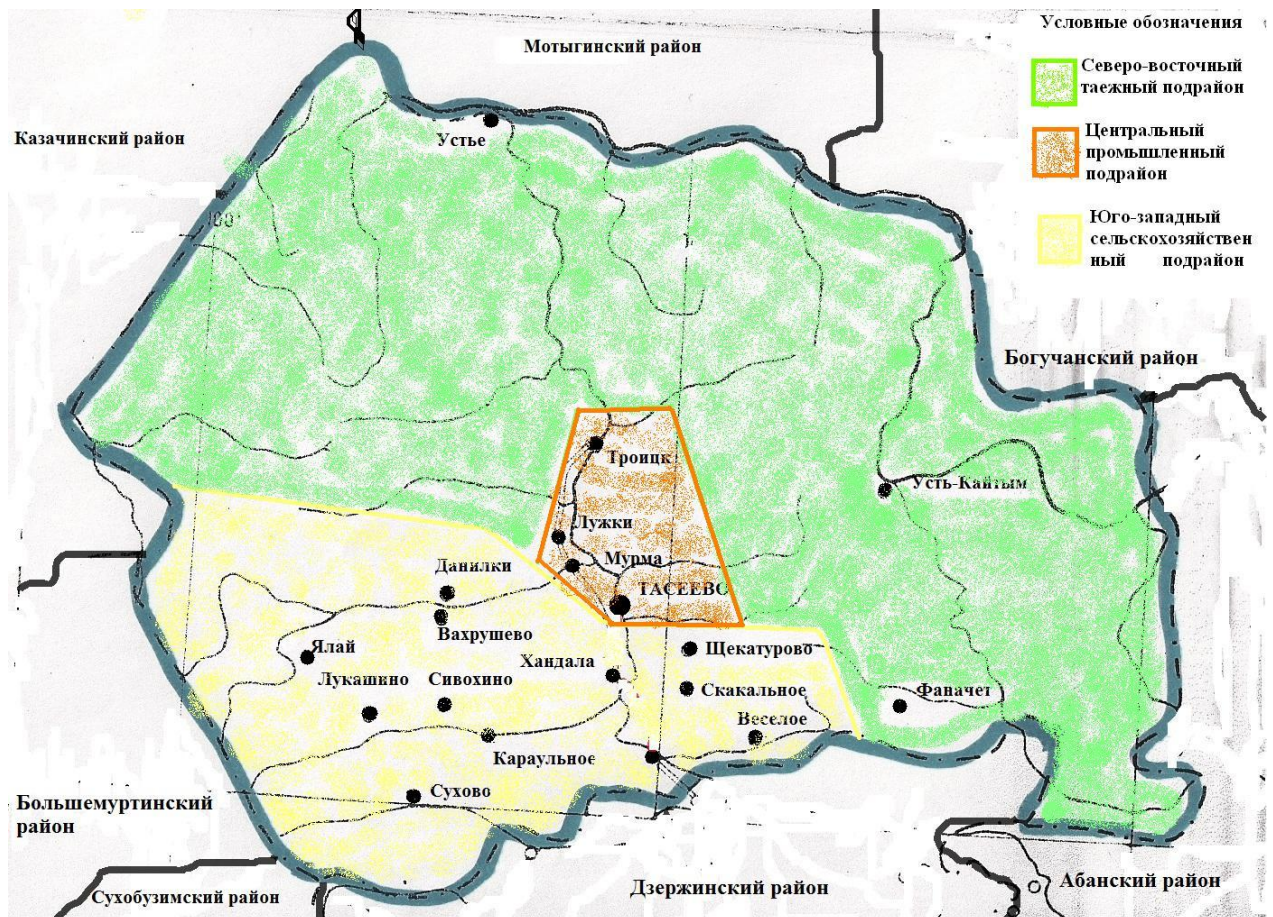 Условные обозначения
Мотыгинский район
Северо-восточный
таежный подрайон
Казачинский район
Устье
Центральный
промышленный
подрайон
Юго-западный
сельскохозяйствен
ный подрайон
100
Богучанский район
Троицк
Усть-Кайтым
Лужки
Мурма
Данилки
ТАСЕЕВО
Вахрушево
Ялай
Хандала
Щекатурово
Лукашино
Сивохино
Скакальное
Фаначет
Веселое
Караульное
Сухово
Большемуртинский
район
Дзержинский район
Абанский район
Сухобузимский район